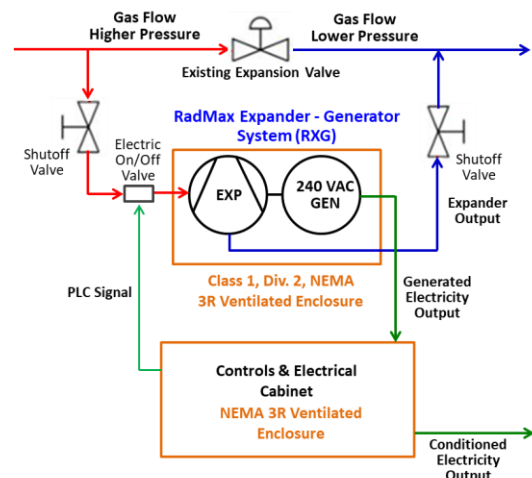 Gas Flow
Higher Pressure
Gas Flow
Lower Pressure
Existing Expansion Valve
RadMax Expander - Generator
System (RXG)
Shutoff
Valve
Electric
On/Off
Valve
EXP
240 VAC
GEN
Shutoff
Valve
Expander
Output
Class 1, Div. 2, NEMA
3R Ventilated Enclosure
PLC Signal
Generated
Electricity
Output
Controls & Electrical
Cabinet
NEMA 3R Ventilated
Enclosure
Conditioned
Electricity
Output